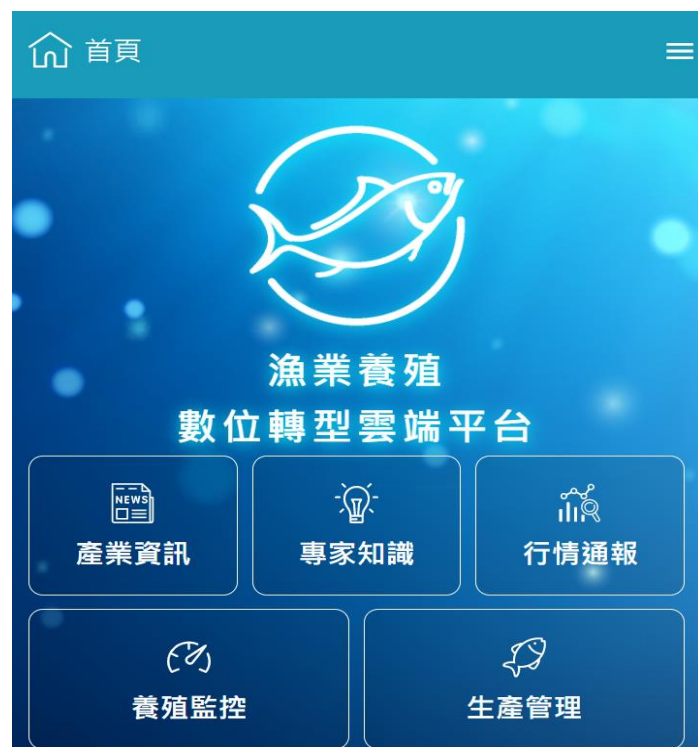 首頁
漁業養殖
數位轉型雲端平台
NEWS
產業資訊
專家知識
行情通報
養殖監控
生產管理